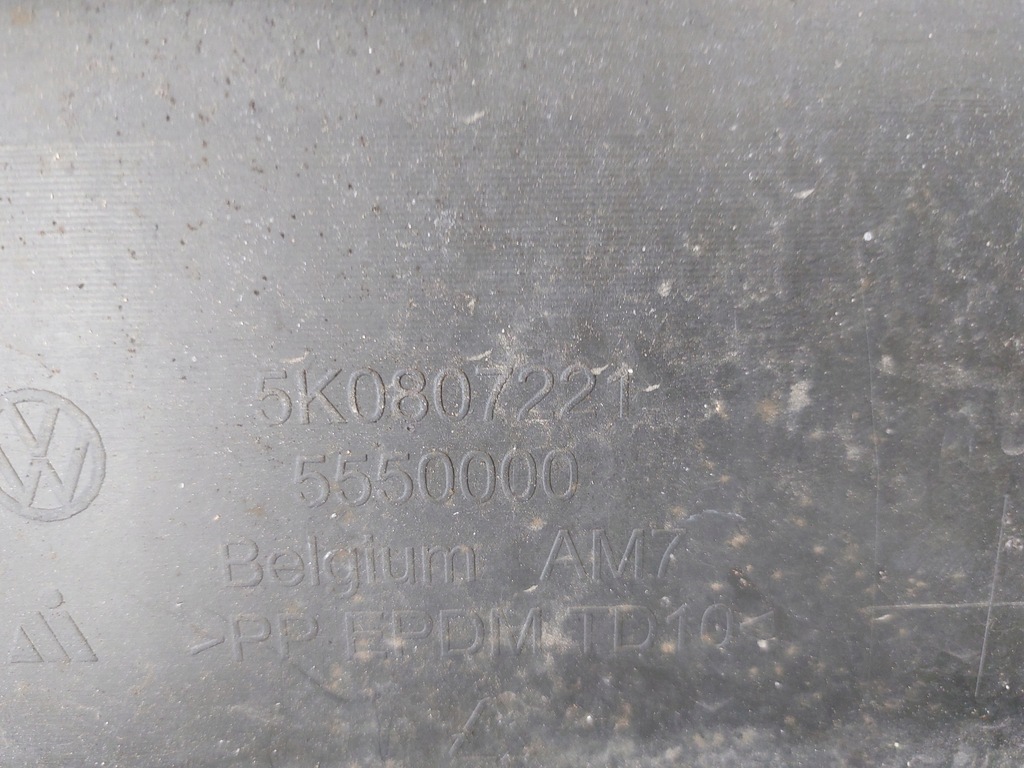 5K0807221
5550000
Belgium AM7
>PP EPDM TD10<